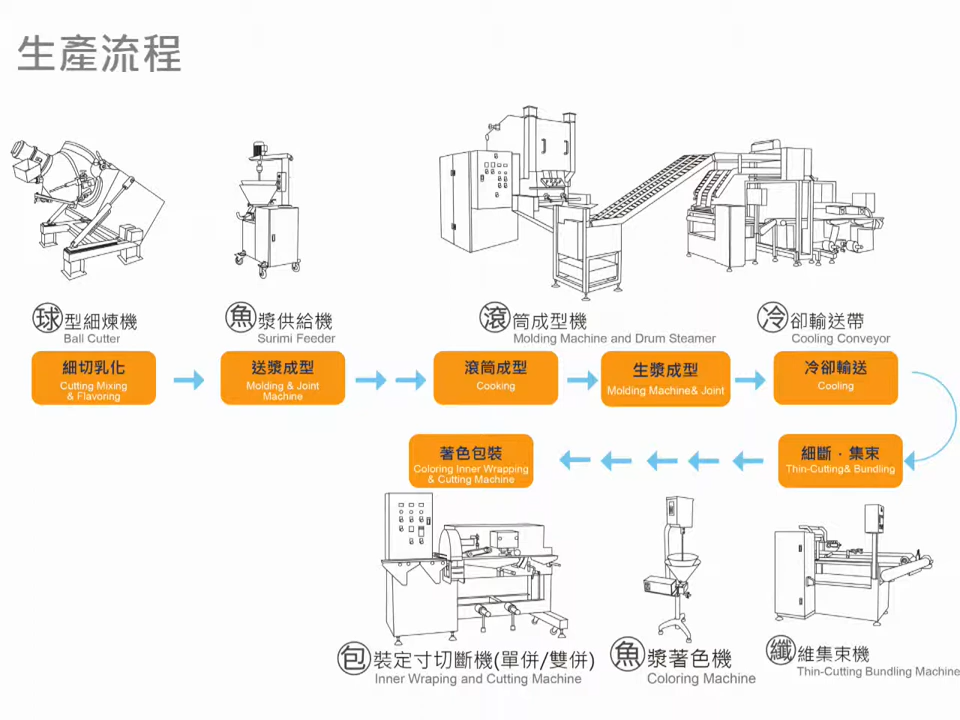 生產流程
球型細煉機
Ball Cutter
魚漿供給機
Surimi Feeder
滾筒成型機
Molding Machine and Drum Steamer
冷卻輸送帶
Cooling Conveyor
細切乳化
Cutting Mixing
& Flavoring
送漿成型
Molding & Joint
Machine
滾筒成型
Cooking
生漿成型
Molding Machine& Joint
冷卻輸送
Cooling
著色包裝
Coloring Inner Wrapping
& Cutting Machine
細斷．集束
Thin-Cutting& Bundling
包裝定寸切斷機(單併/雙併)
Inner Wraping and Cutting Machine
魚漿著色機
Coloring Machine
纖維集束機
Thin-Cutting Bundling Machine